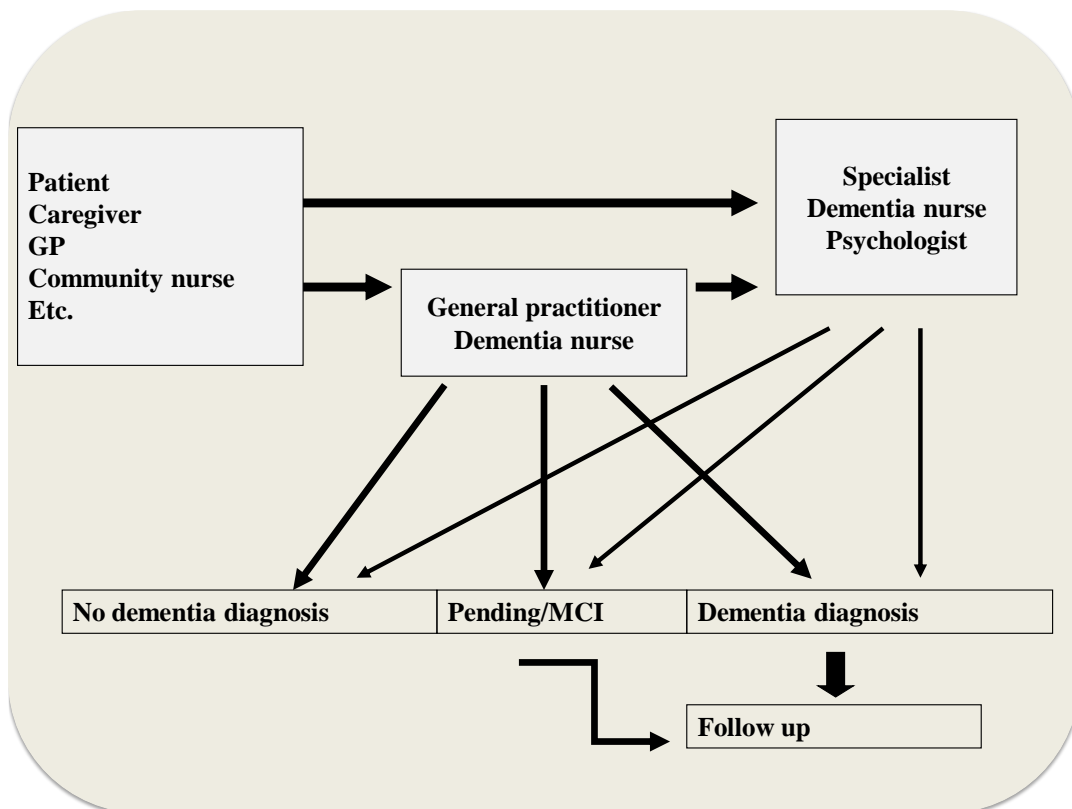 Patient
Caregiver
GP
Community nurse
Etc.
Specialist
Dementia nurse
Psychologist
General practitioner
Dementia nurse
No dementia diagnosis
Pending/MCI
Dementia diagnosis
Follow up